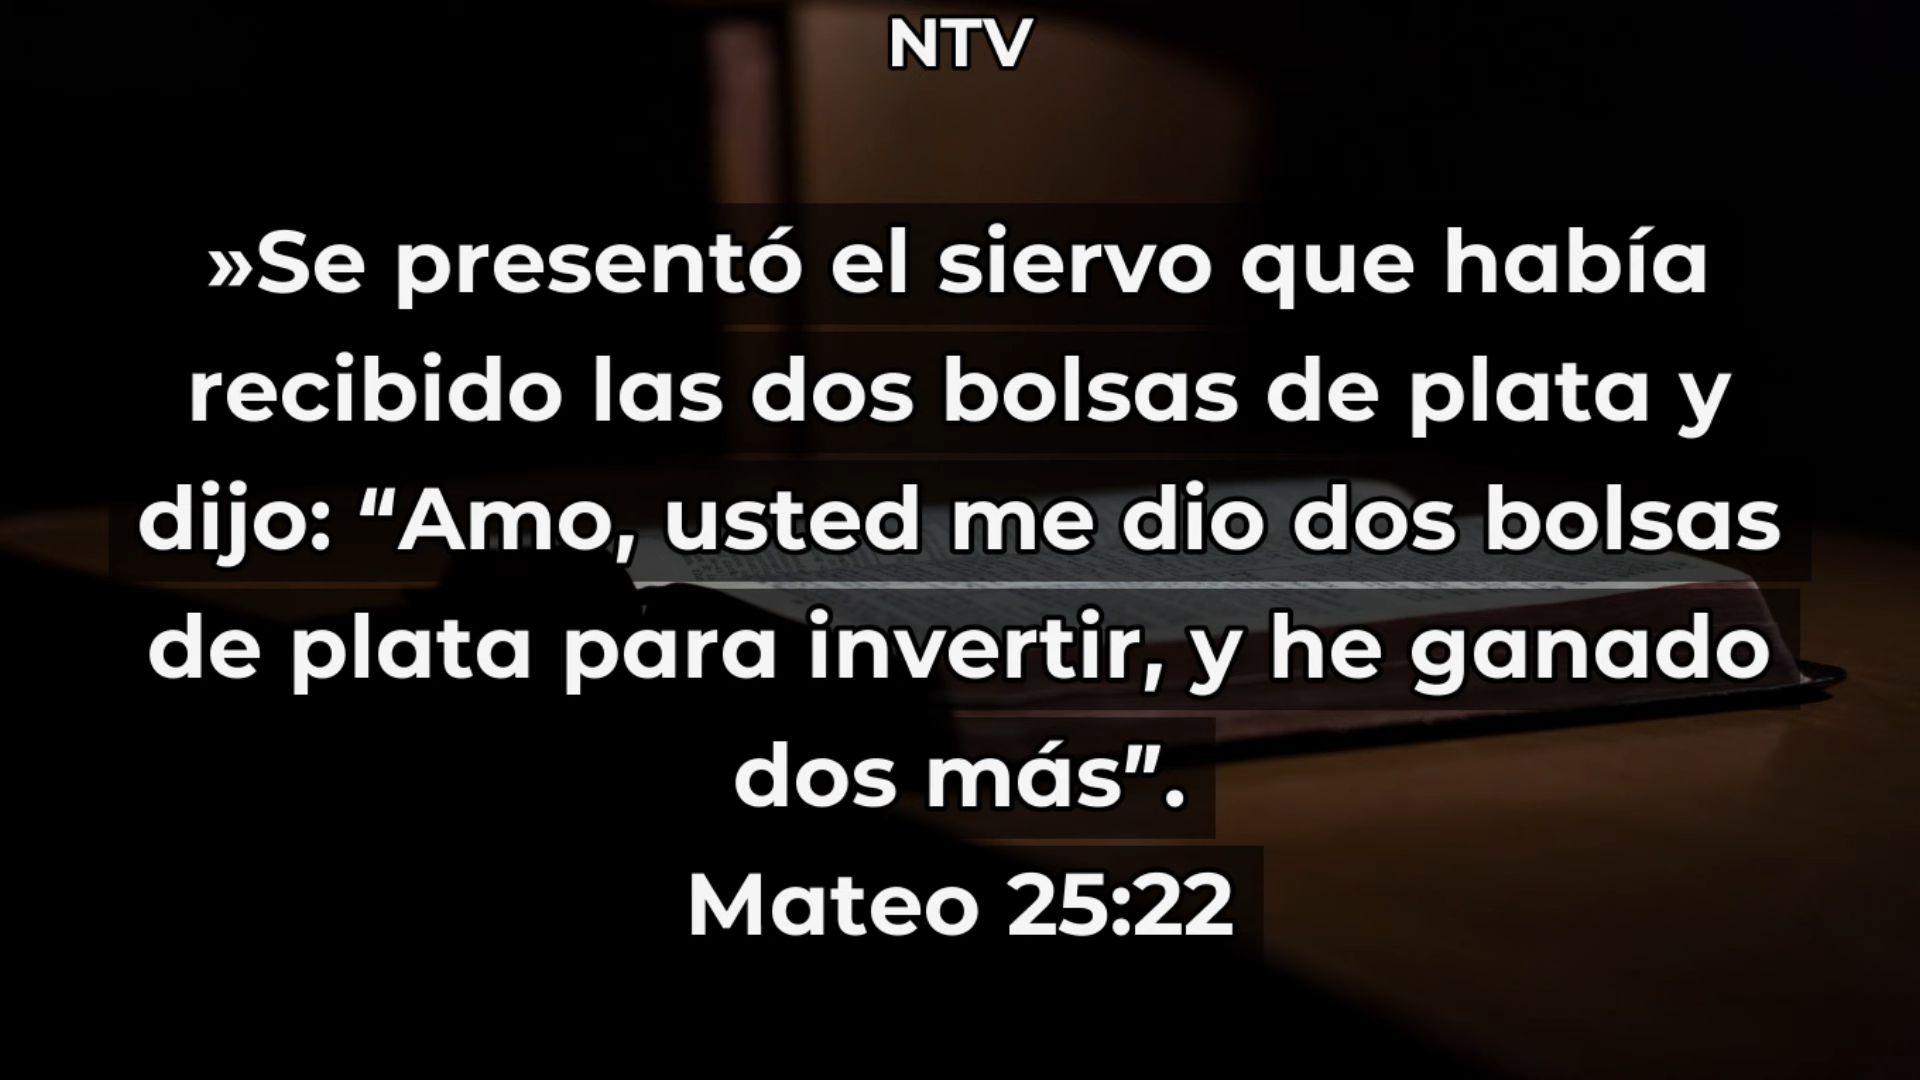 NTV
»Se presentó el siervo que había
recibido las dos bolsas de plata y
dijo: “Amo, usted me dio dos bolsas
de plata para invertir, y he ganado
dos más”.
Mateo 25:22